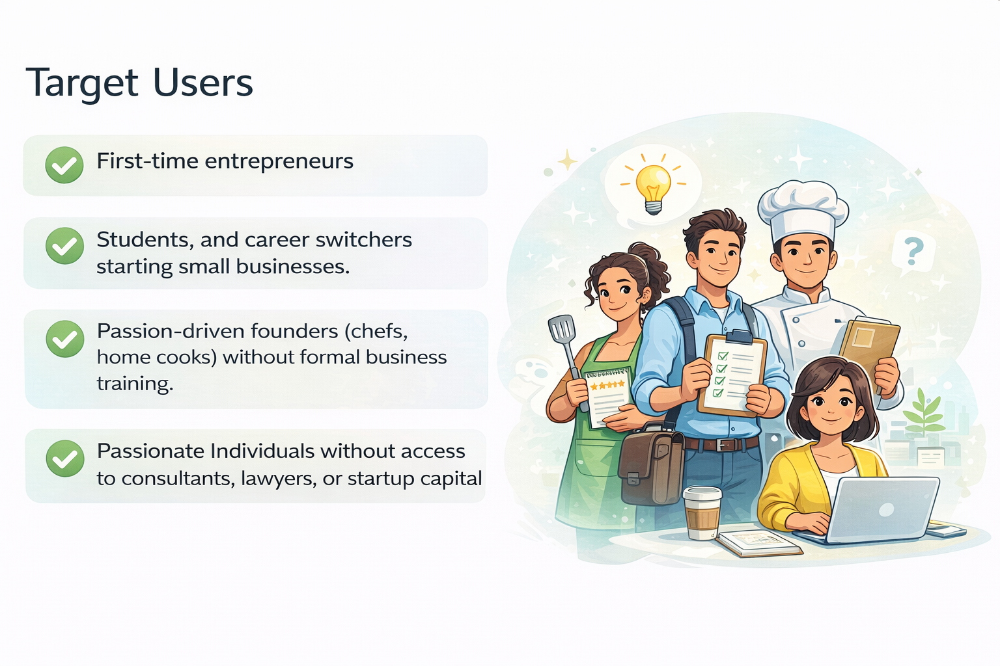 Target Users
First-time entrepreneurs
Students, and career switchers
starting small businesses.
Passion-driven founders (chefs,
home cooks) without formal business
training.
Passionate Individuals without access
to consultants, lawyers, or startup capital
?